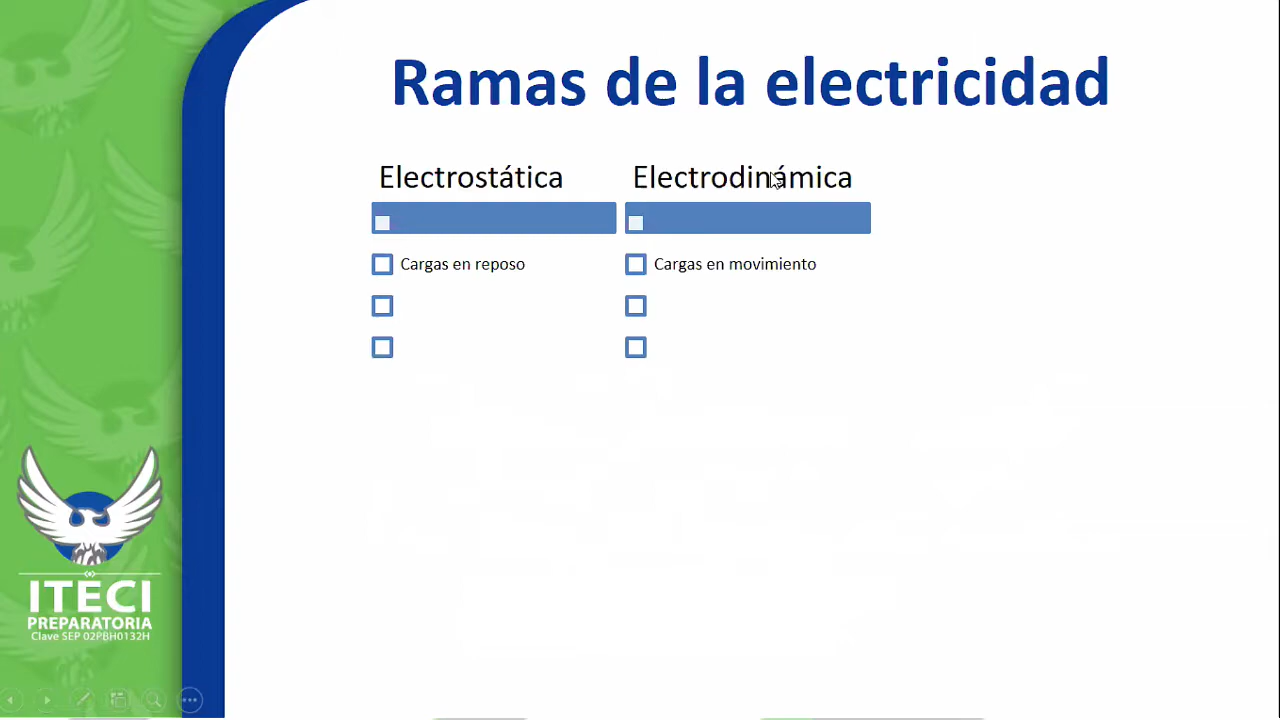 Ramas de la electricidad
Electrostática
Cargas en reposo
Electrodinámica
Cargas en movimiento
ITECI
PREPARATORIA
Clave SEP 02PBH0132H